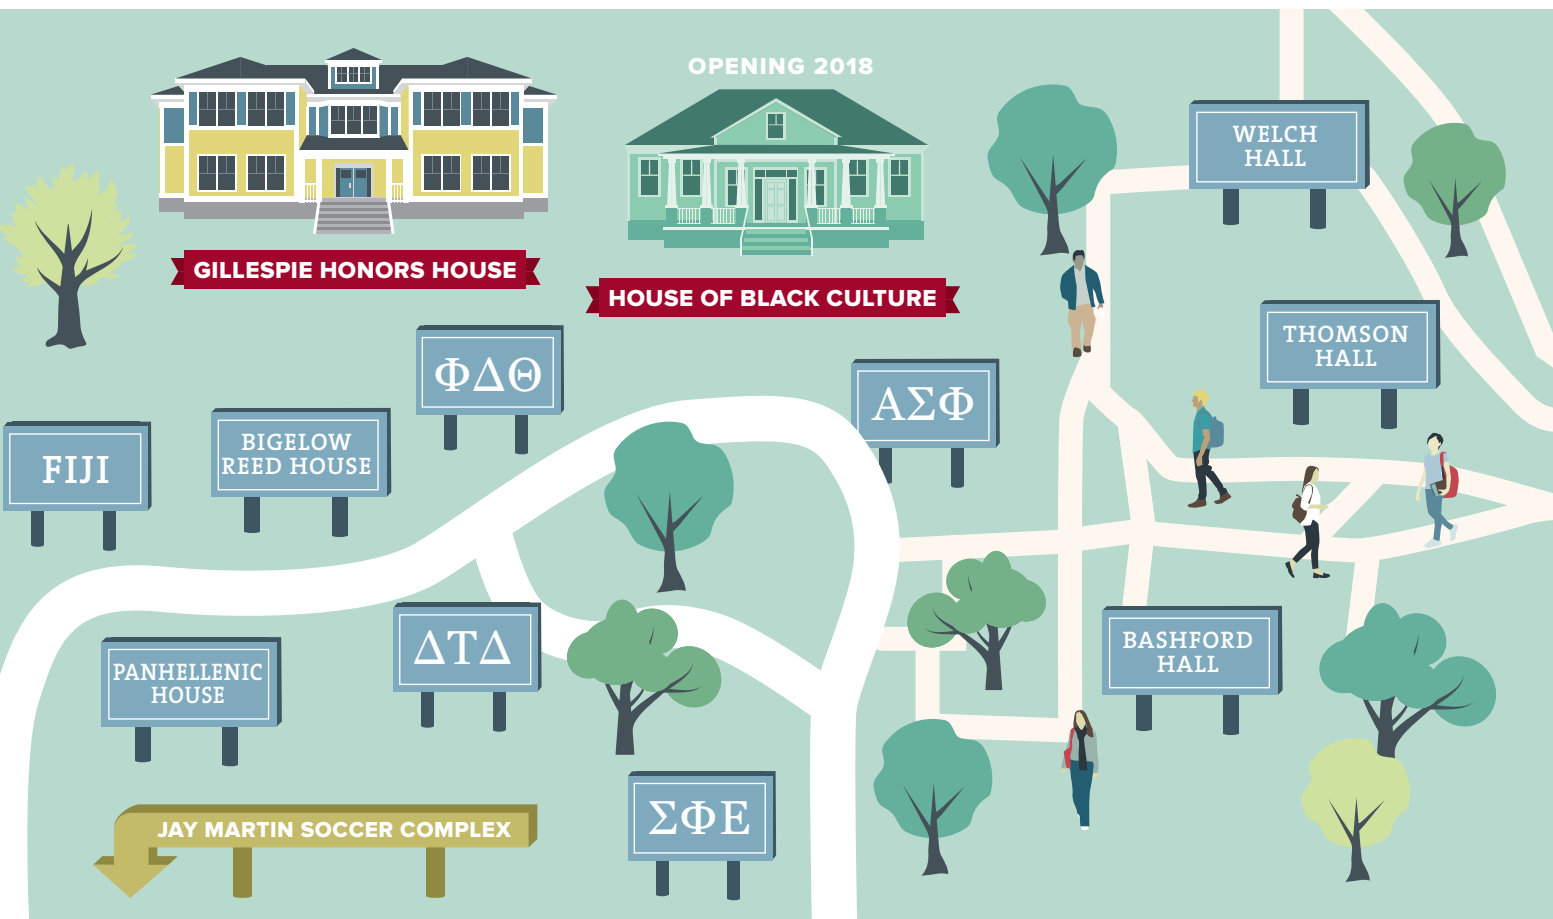 OPENING 2018
WELCH
HALL
GILLESPIE HONORS HOUSE
HOUSE OF BLACK CULTURE
THOMSON
HALL
ΦΔΘ
ΑΣΦ
FIJI
BIGELOW
REED HOUSE
ΔΤΔ
BASHFORD
HALL
PANHELLENIC
HOUSE
ΣΦΕ
JAY MARTIN SOCCER COMPLEX